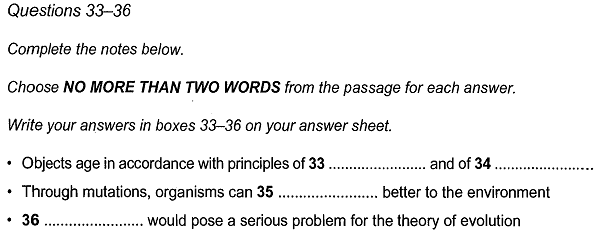 Questions 33–36
Complete the notes below.
Choose NO MORE THAN TWO WORDS from the passage for each answer.
Write your answers in boxes 33–36 on your answer sheet.
• Objects age in accordance with principles of 33 ......................... and of 34 .........................
• Through mutations, organisms can 35 ......................... better to the environment
• 36 ......................... would pose a serious problem for the theory of evolution